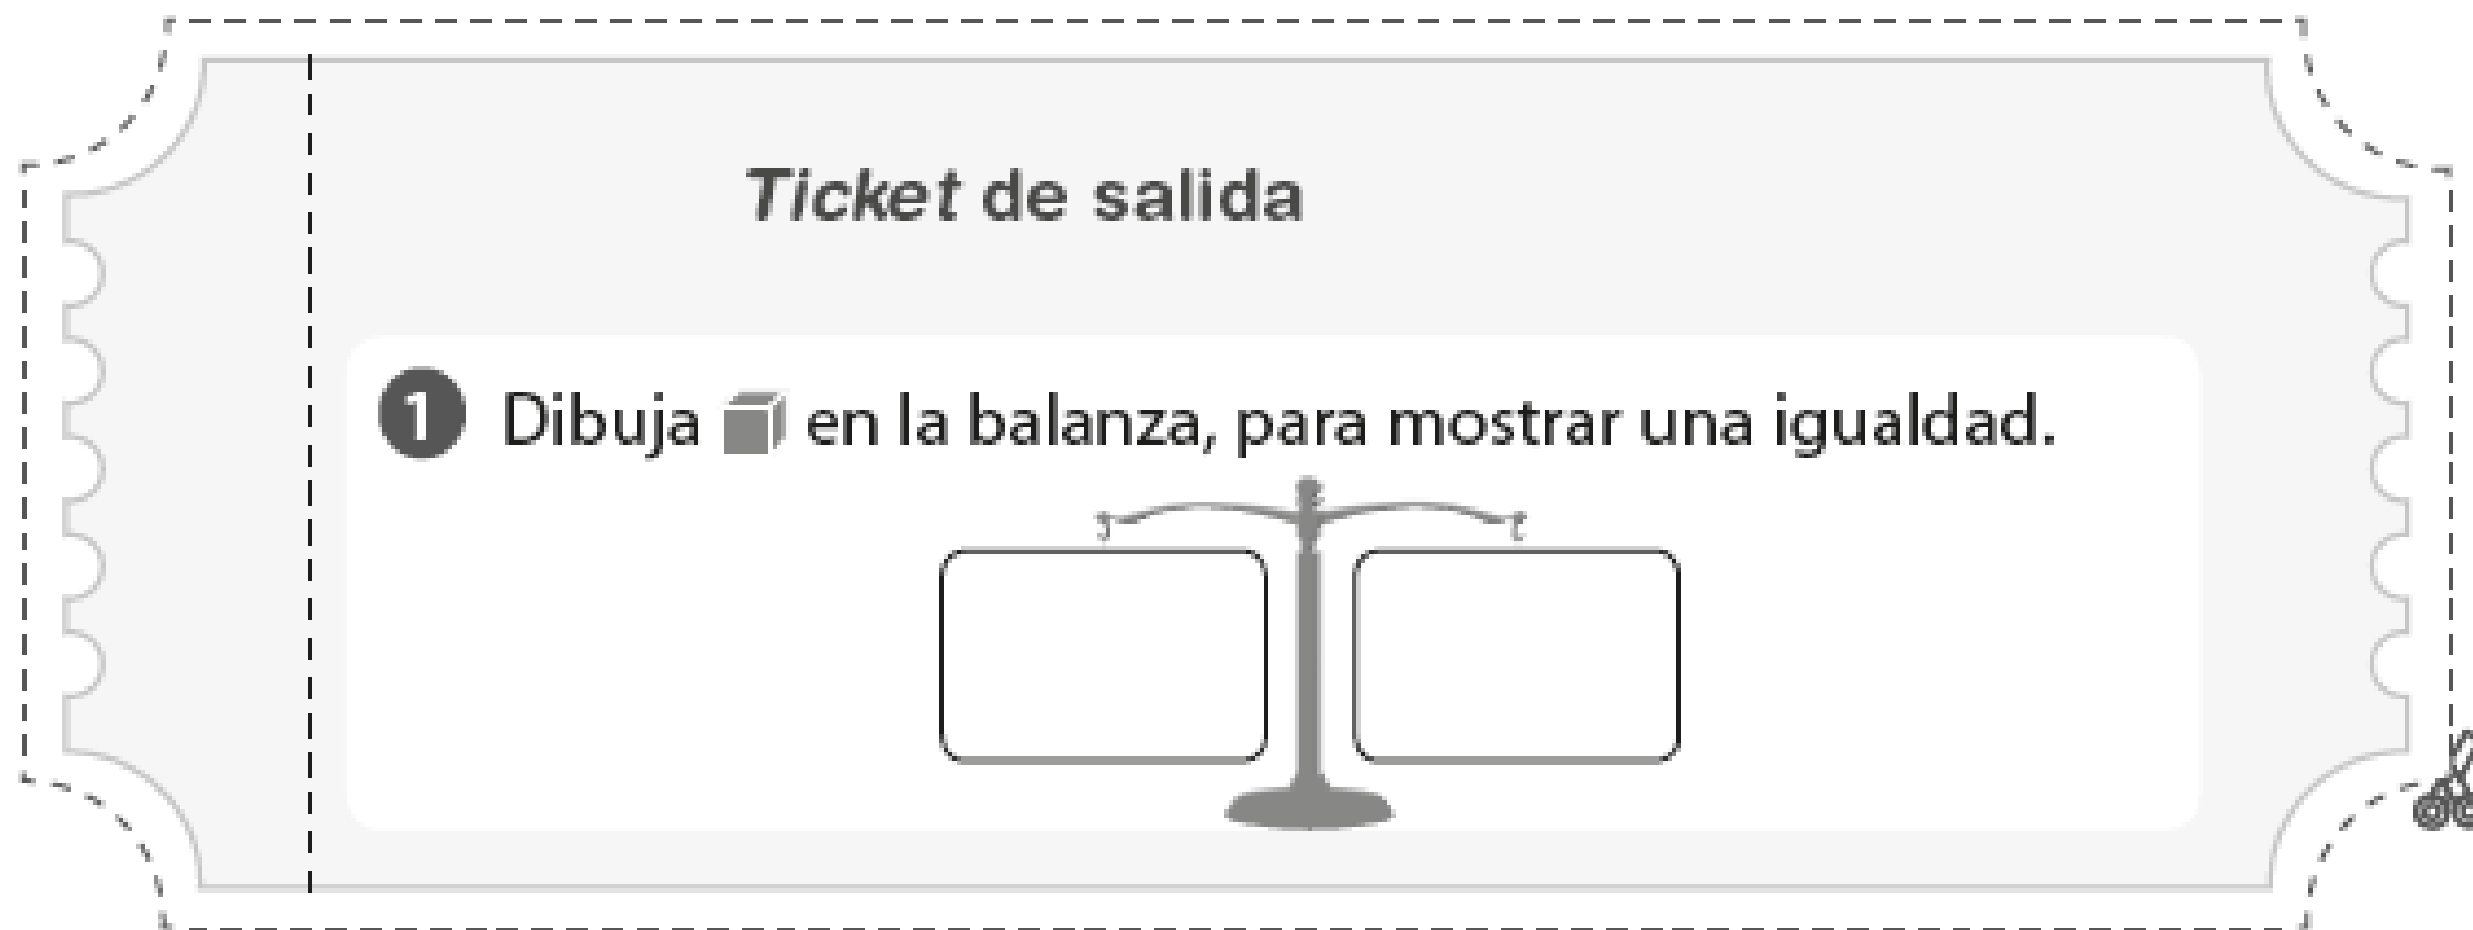 Ticket de salida
1 Dibuja en la balanza, para mostrar una igualdad.